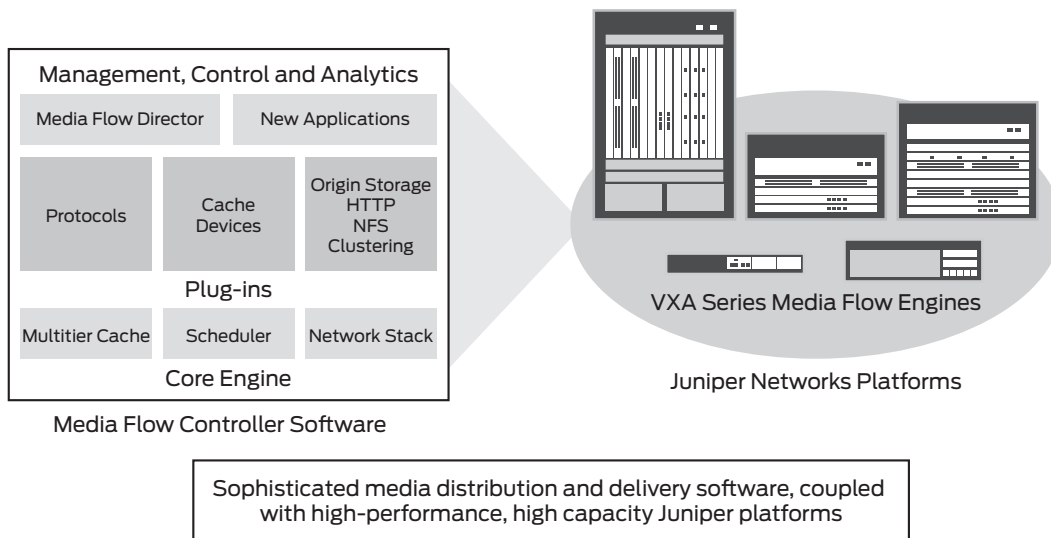 Management, Control and Analytics
Media Flow Director
New Applications
Protocols
Cache
Devices
Origin Storage
HTTP
NFS
Clustering
Plug-ins
Multitier Cache
Scheduler
Network Stack
Core Engine
Media Flow Controller Software
VXA Series Media Flow Engines
Juniper Networks Platforms
Sophisticated media distribution and delivery software, coupled
with high-performance, high capacity Juniper platforms